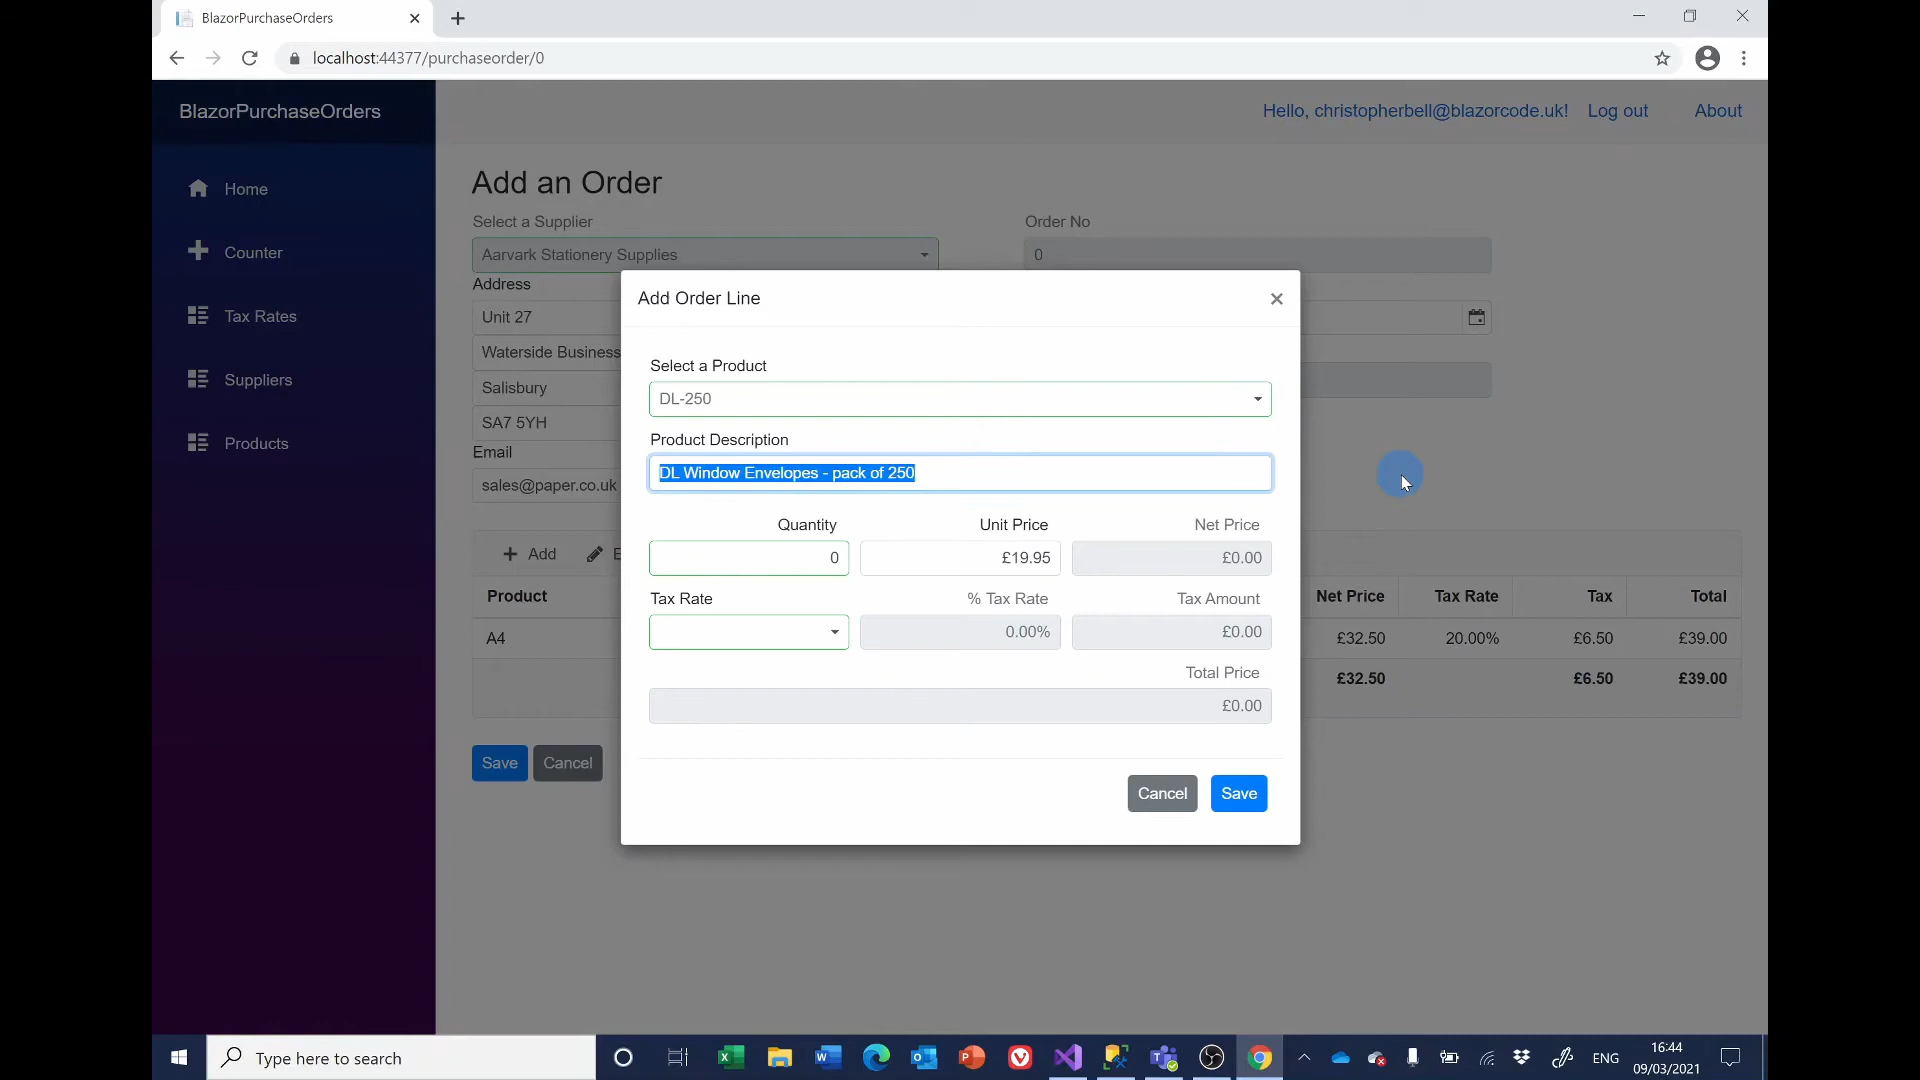 BlazorPurchaseOrders
localhost:44377/purchaseorder/0
BlazorPurchaseOrders
Hello, christopherbell@blazorcode.uk! Log out About
Home
Counter
Tax Rates
Suppliers
Products
Add an Order
Select a Supplier
Order No
Aarvark Stationery Supplies
0
Address
Unit 27
Waterside Business
Salisbury
SA7 5YH
Email
sales@paper.co.uk
Add
E
Product Net Price Tax Rate Tax Total
A4 £32.50 20.00% £6.50 £39.00
£32.50 £6.50 £39.00
Save Cancel
Add Order Line
Select a Product
DL-250
Product Description
DL Window Envelopes - pack of 250
Quantity Unit Price Net Price
0 £19.95 £0.00
Tax Rate % Tax Rate Tax Amount
0.00% £0.00
Total Price
£0.00
Cancel Save
Type here to search
ENG
16:44
09/03/2021